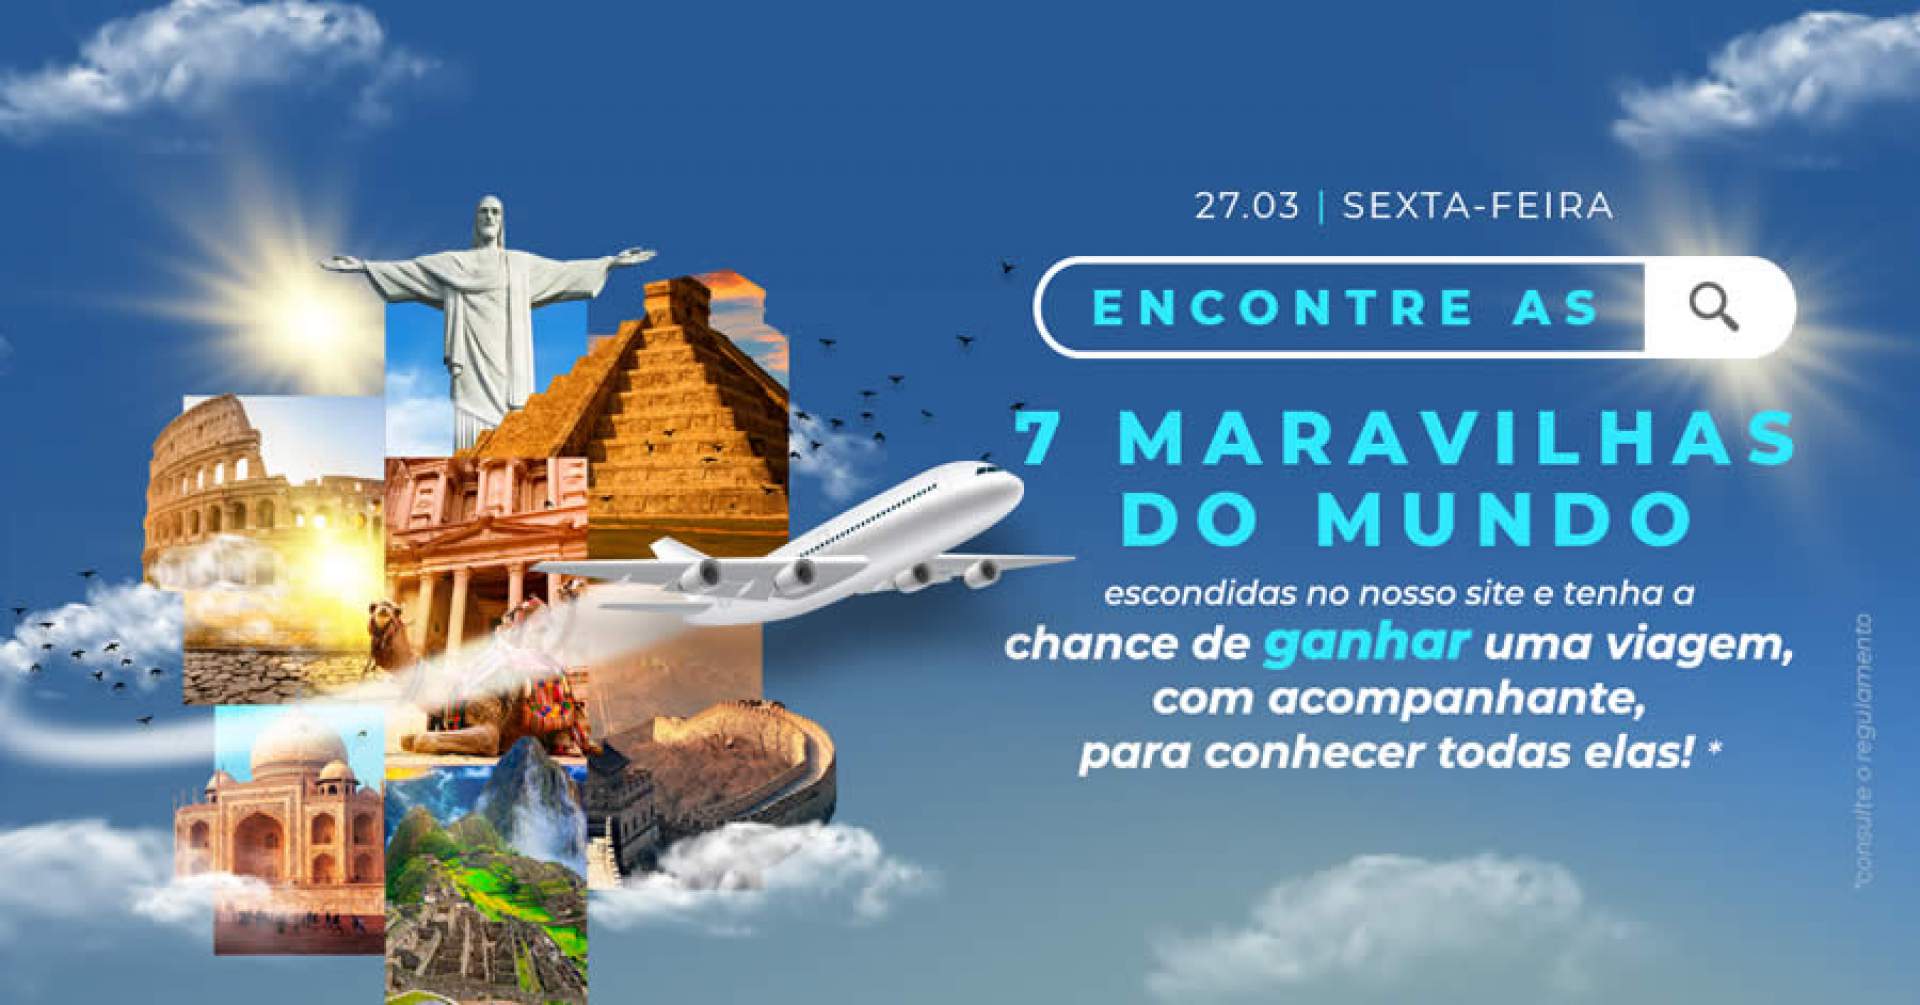 27.03 | SEXTA-FEIRA
ENCONTRE AS
7 MARAVILHAS
DO MUNDO
escondidas no nosso site e tenha a
chance de ganhar uma viagem,
com acompanhante,
para conhecer todas elas! *
*consulte o regulamento